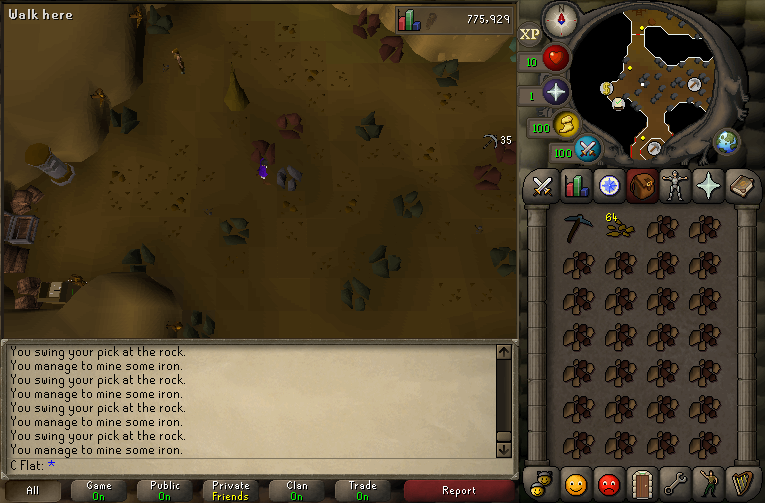 Walk here
775,929
N
XP
10
1
100
100
35
64
You swing your pick at the rock.
You manage to mine some iron.
You swing your pick at the rock.
You manage to mine some iron.
You swing your pick at the rock.
You manage to mine some iron.
You swing your pick at the rock.
You manage to mine some iron.
C Flat: *
All
Game
On
Public
On
Private
Friends
Clan
On
Trade
On
Report